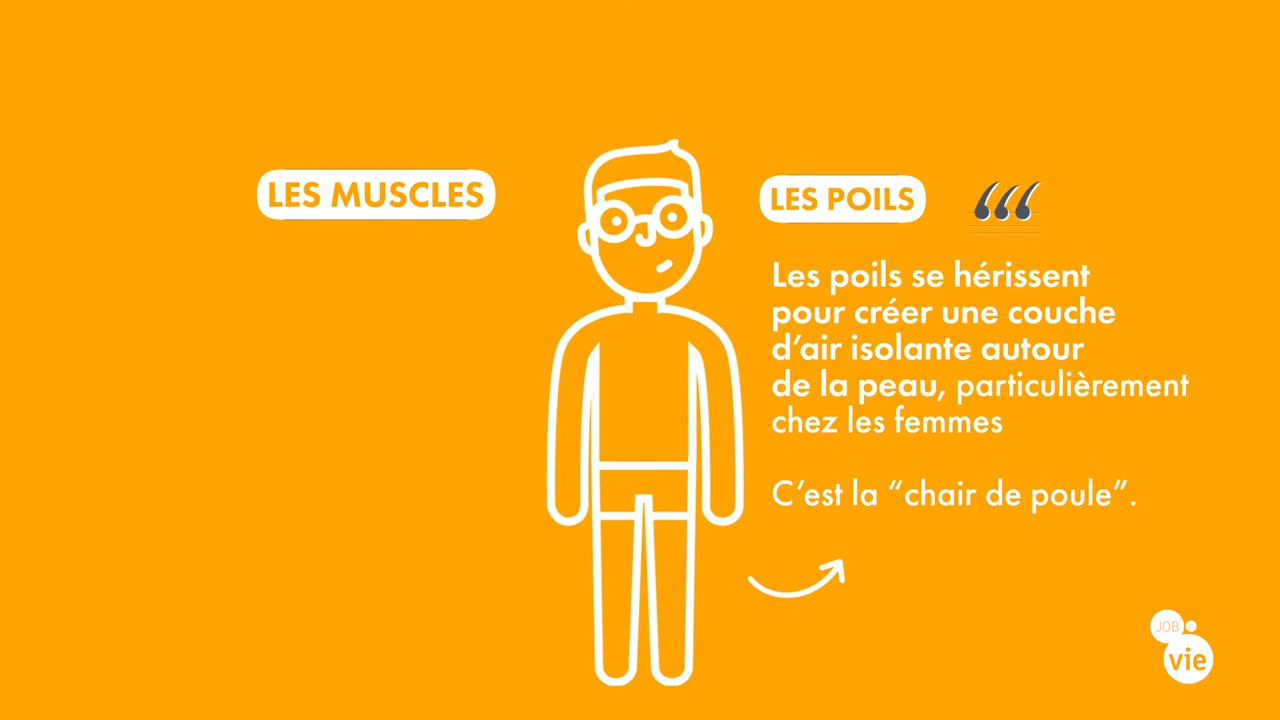 LES MUSCLES
LES POILS
Les poils se hérissent
pour créer une couche
d’air isolante autour
de la peau, particulièrement
chez les femmes
C’est la “chair de poule”.
JOB
vie